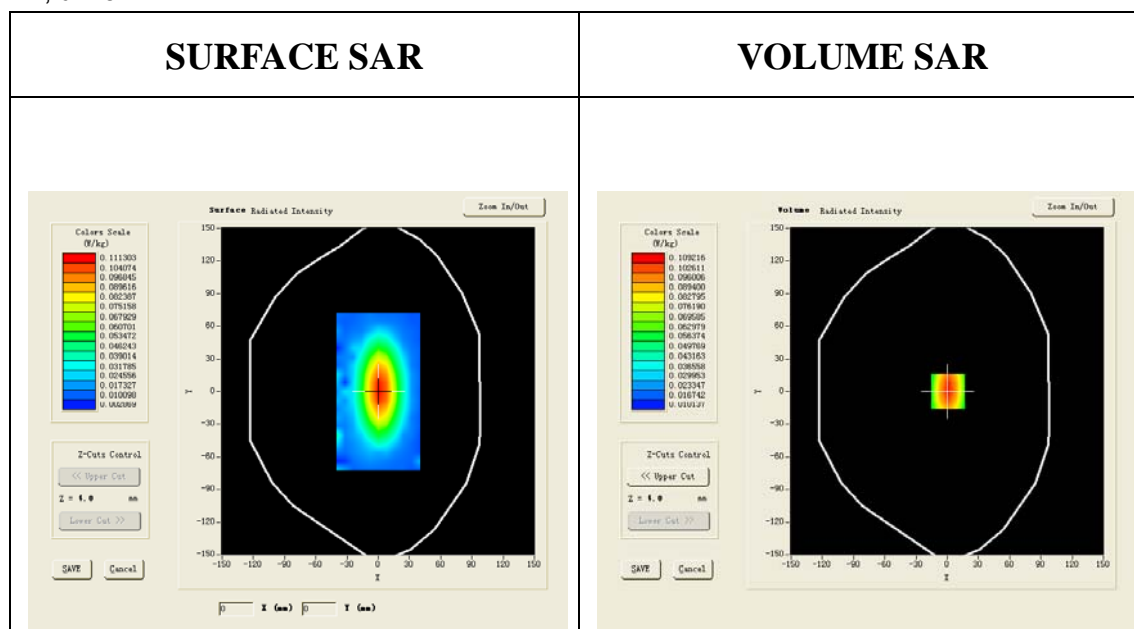 SURFACE SAR
VOLUME SAR
Surface Radiated Intensity
Zoom In/Out
Colors Scale
(W/kg)
0.111303
0.104074
0.096845
0.089616
0.082387
0.075158
0.067929
0.060701
0.053472
0.046243
0.039014
0.031785
0.024556
0.017327
0.010098
0.002869
150
120
90
60
30
0
-30
-60
-90
-120
-150
Y
-150 -120 -90 -60 -30 0 30 60 90 120 150
X
Z-Cuts Control
<< Upper Cut
Z = 4.0 mm
Lower Cut >>
SAVE Cancel
0 X (mm) 0 Y (mm)
Volume Radiated Intensity
Zoom In/Out
Colors Scale
(W/kg)
0.109216
0.102611
0.096006
0.089400
0.082795
0.076190
0.069585
0.062979
0.056374
0.049769
0.043163
0.036558
0.029953
0.023347
0.016742
0.010137
150
120
90
60
30
0
-30
-60
-90
-120
-150
Y
-150 -120 -90 -60 -30 0 30 60 90 120 150
X
Z-Cuts Control
<< Upper Cut
Z = 4.0 mm
Lower Cut >>
SAVE Cancel